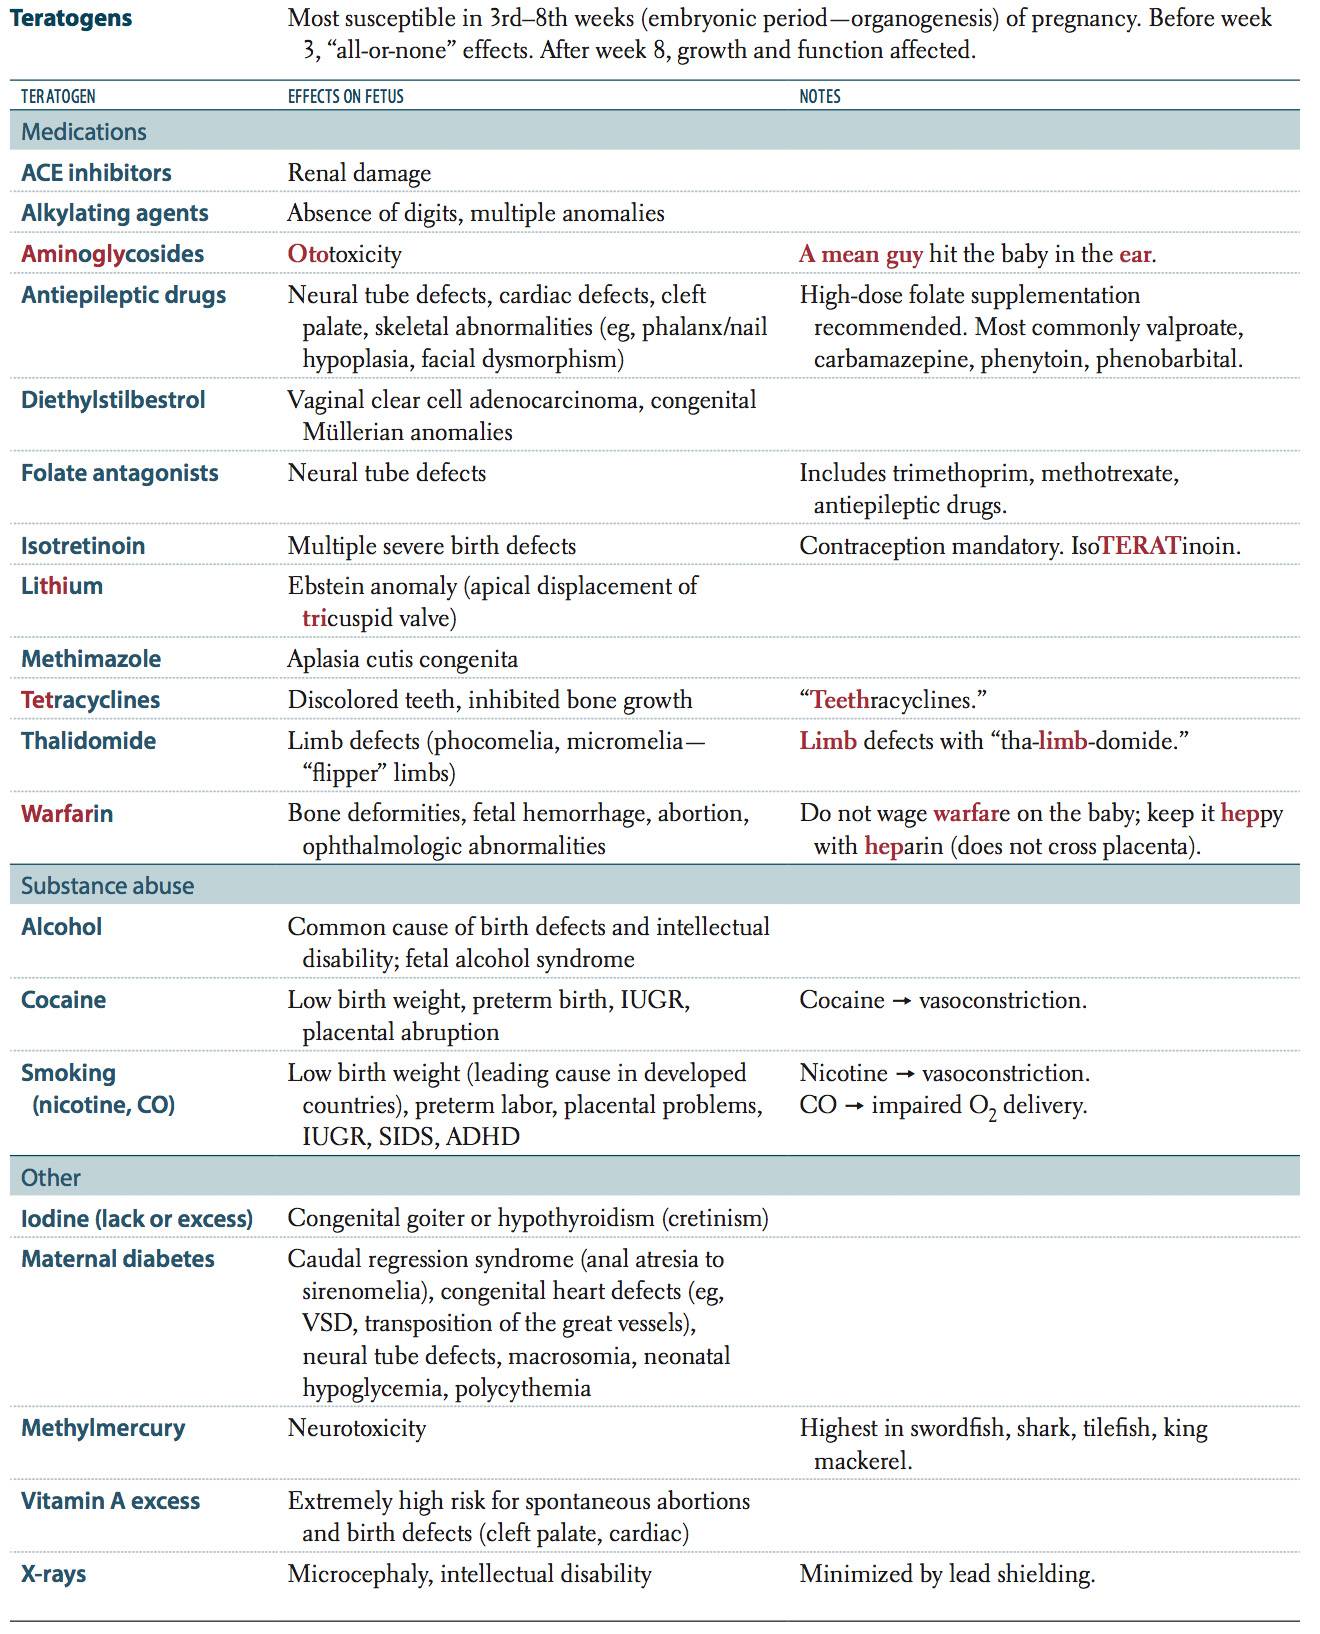 Teratogens
Most susceptible in 3rd–8th weeks (embryonic period—organogenesis) of pregnancy. Before week
3, “all-or-none” effects. After week 8, growth and function affected.
TERATOGEN EFFECTS ON FETUS NOTES
Medications
ACE inhibitors Renal damage
Alkylating agents Absence of digits, multiple anomalies
Aminoglycosides Ototoxicity A mean guy hit the baby in the ear.
Antiepileptic drugs
Neural tube defects, cardiac defects, cleft
palate, skeletal abnormalities (eg, phalanx/nail
hypoplasia, facial dysmorphism)
High-dose folate supplementation
recommended. Most commonly valproate,
carbamazepine, phenytoin, phenobarbital.
Diethylstilbestrol
Vaginal clear cell adenocarcinoma, congenital
Müllerian anomalies
Folate antagonists Neural tube defects
Includes trimethoprim, methotrexate,
antiepileptic drugs.
Isotretinoin Multiple severe birth defects Contraception mandatory. IsoTERATinoin.
Lithium
Ebstein anomaly (apical displacement of
tricuspid valve)
Methimazole Aplasia cutis congenita
Tetracyclines Discolored teeth, inhibited bone growth “Teethracyclines.”
Thalidomide
Limb defects (phocomelia, micromelia—
“flipper” limbs)
Limb defects with “tha-limb-domide.”
Warfarin
Bone deformities, fetal hemorrhage, abortion,
ophthalmologic abnormalities
Do not wage warfare on the baby; keep it heppy
with heparin (does not cross placenta).
Substance abuse
Alcohol
Common cause of birth defects and intellectual
disability; fetal alcohol syndrome
Cocaine
Low birth weight, preterm birth, IUGR,
placental abruption
Cocaine → vasoconstriction.
Smoking
(nicotine, CO)
Low birth weight (leading cause in developed
countries), preterm labor, placental problems,
IUGR, SIDS, ADHD
Nicotine → vasoconstriction.
CO → impaired O₂ delivery.
Other
Iodine (lack or excess) Congenital goiter or hypothyroidism (cretinism)
Maternal diabetes
Caudal regression syndrome (anal atresia to
sirenomelia), congenital heart defects (eg,
VSD, transposition of the great vessels),
neural tube defects, macrosomia, neonatal
hypoglycemia, polycythemia
Methylmercury Neurotoxicity
Highest in swordfish, shark, tilefish, king
mackerel.
Vitamin A excess
Extremely high risk for spontaneous abortions
and birth defects (cleft palate, cardiac)
X-rays Microcephaly, intellectual disability Minimized by lead shielding.